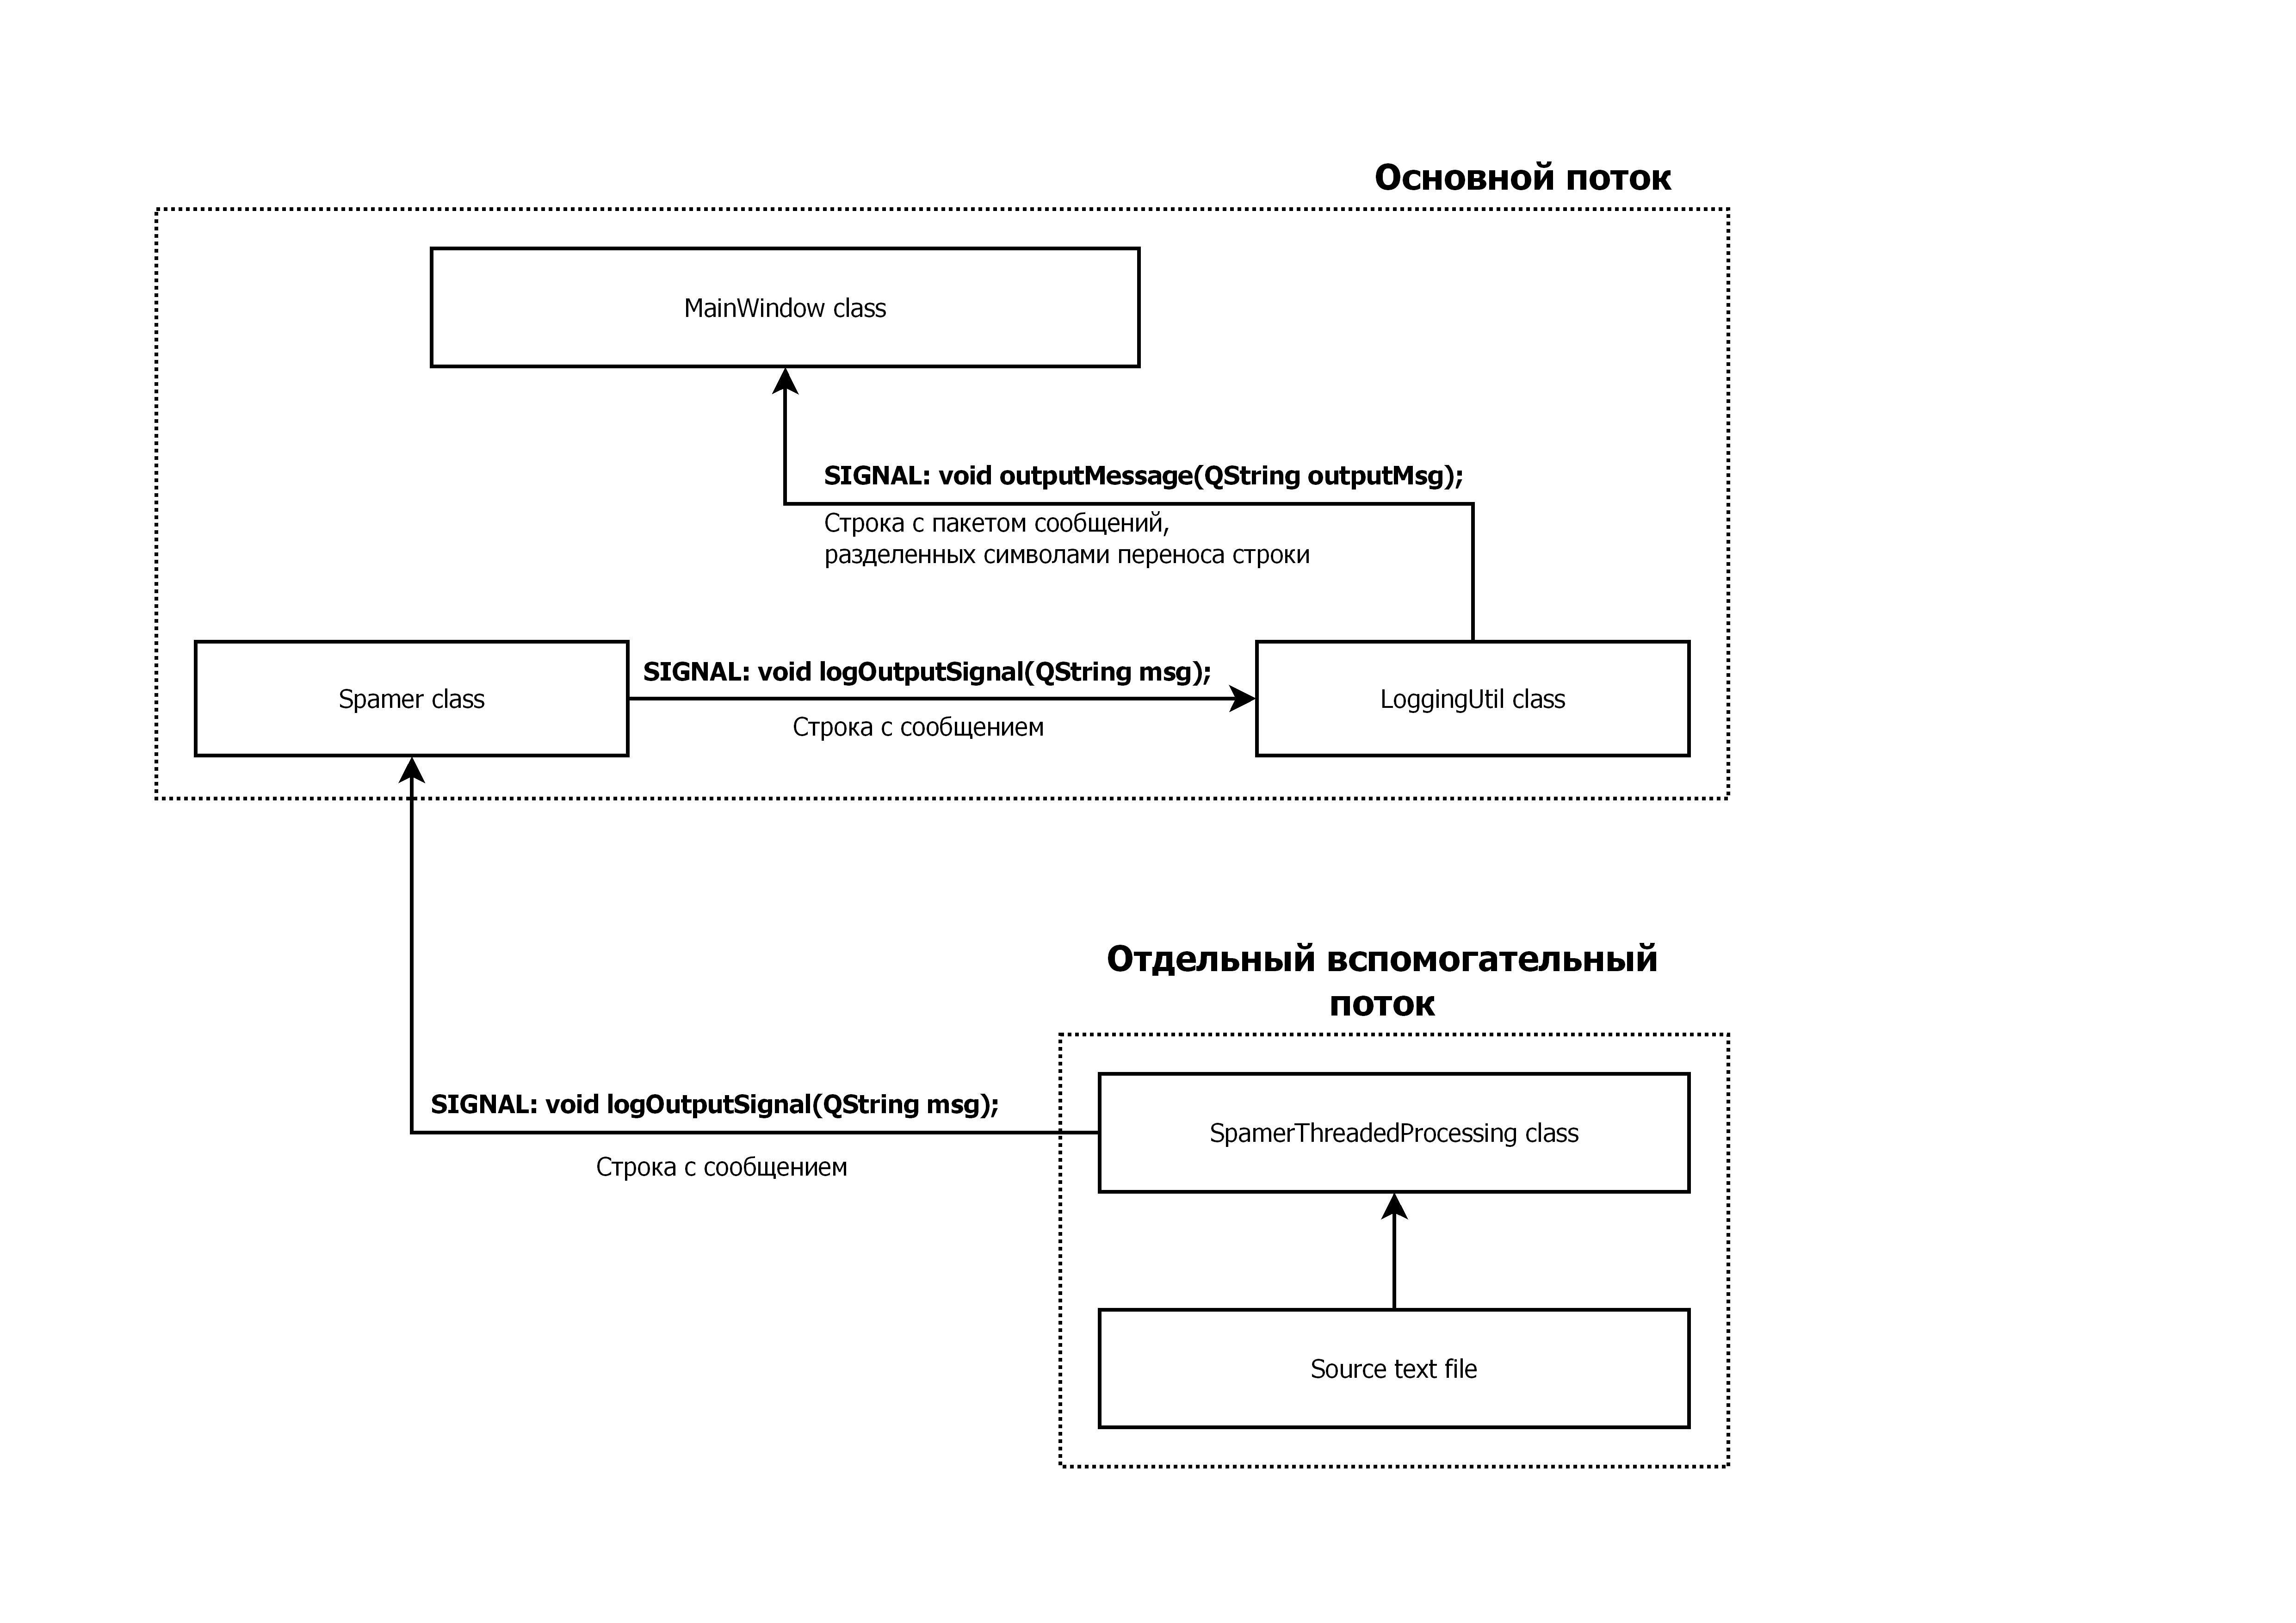 Основной поток
MainWindow class
SIGNAL: void outputMessage(QString outputMsg);
Строка с пакетом сообщений,
разделенных символами переноса строки
Spamer class
SIGNAL: void logOutputSignal(QString msg);
Строка с сообщением
LoggingUtil class
Отдельный вспомогательный
поток
SIGNAL: void logOutputSignal(QString msg);
Строка с сообщением
SpamerThreadedProcessing class
Source text file